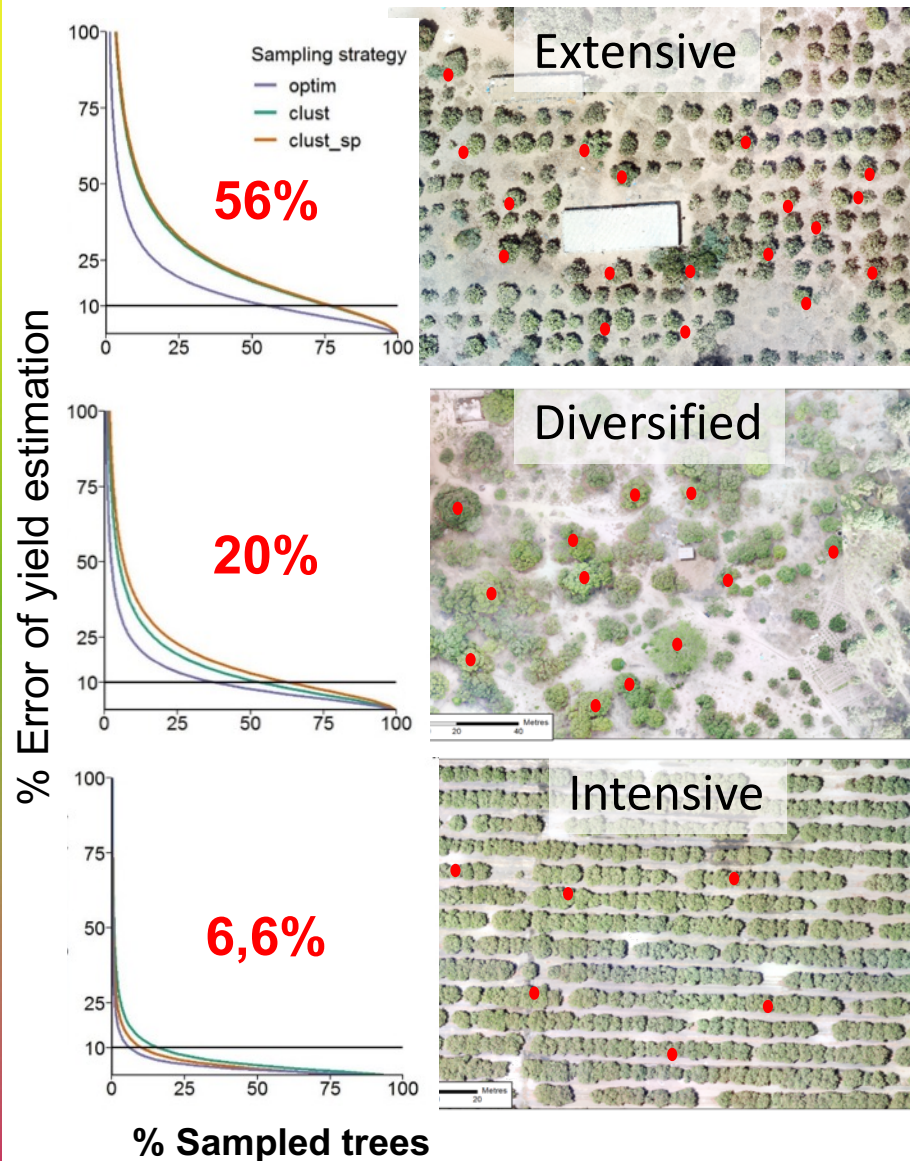 % Error of yield estimation
100
75
50
25
10
0 25 50 75 100
Sampling strategy
optim
clust
clust_sp
56%
Extensive
100
75
50
25
10
0 25 50 75 100
20%
Diversified
Metres
20 40
100
75
50
25
10
0 25 50 75 100
6,6%
Intensive
Metres
20
% Sampled trees